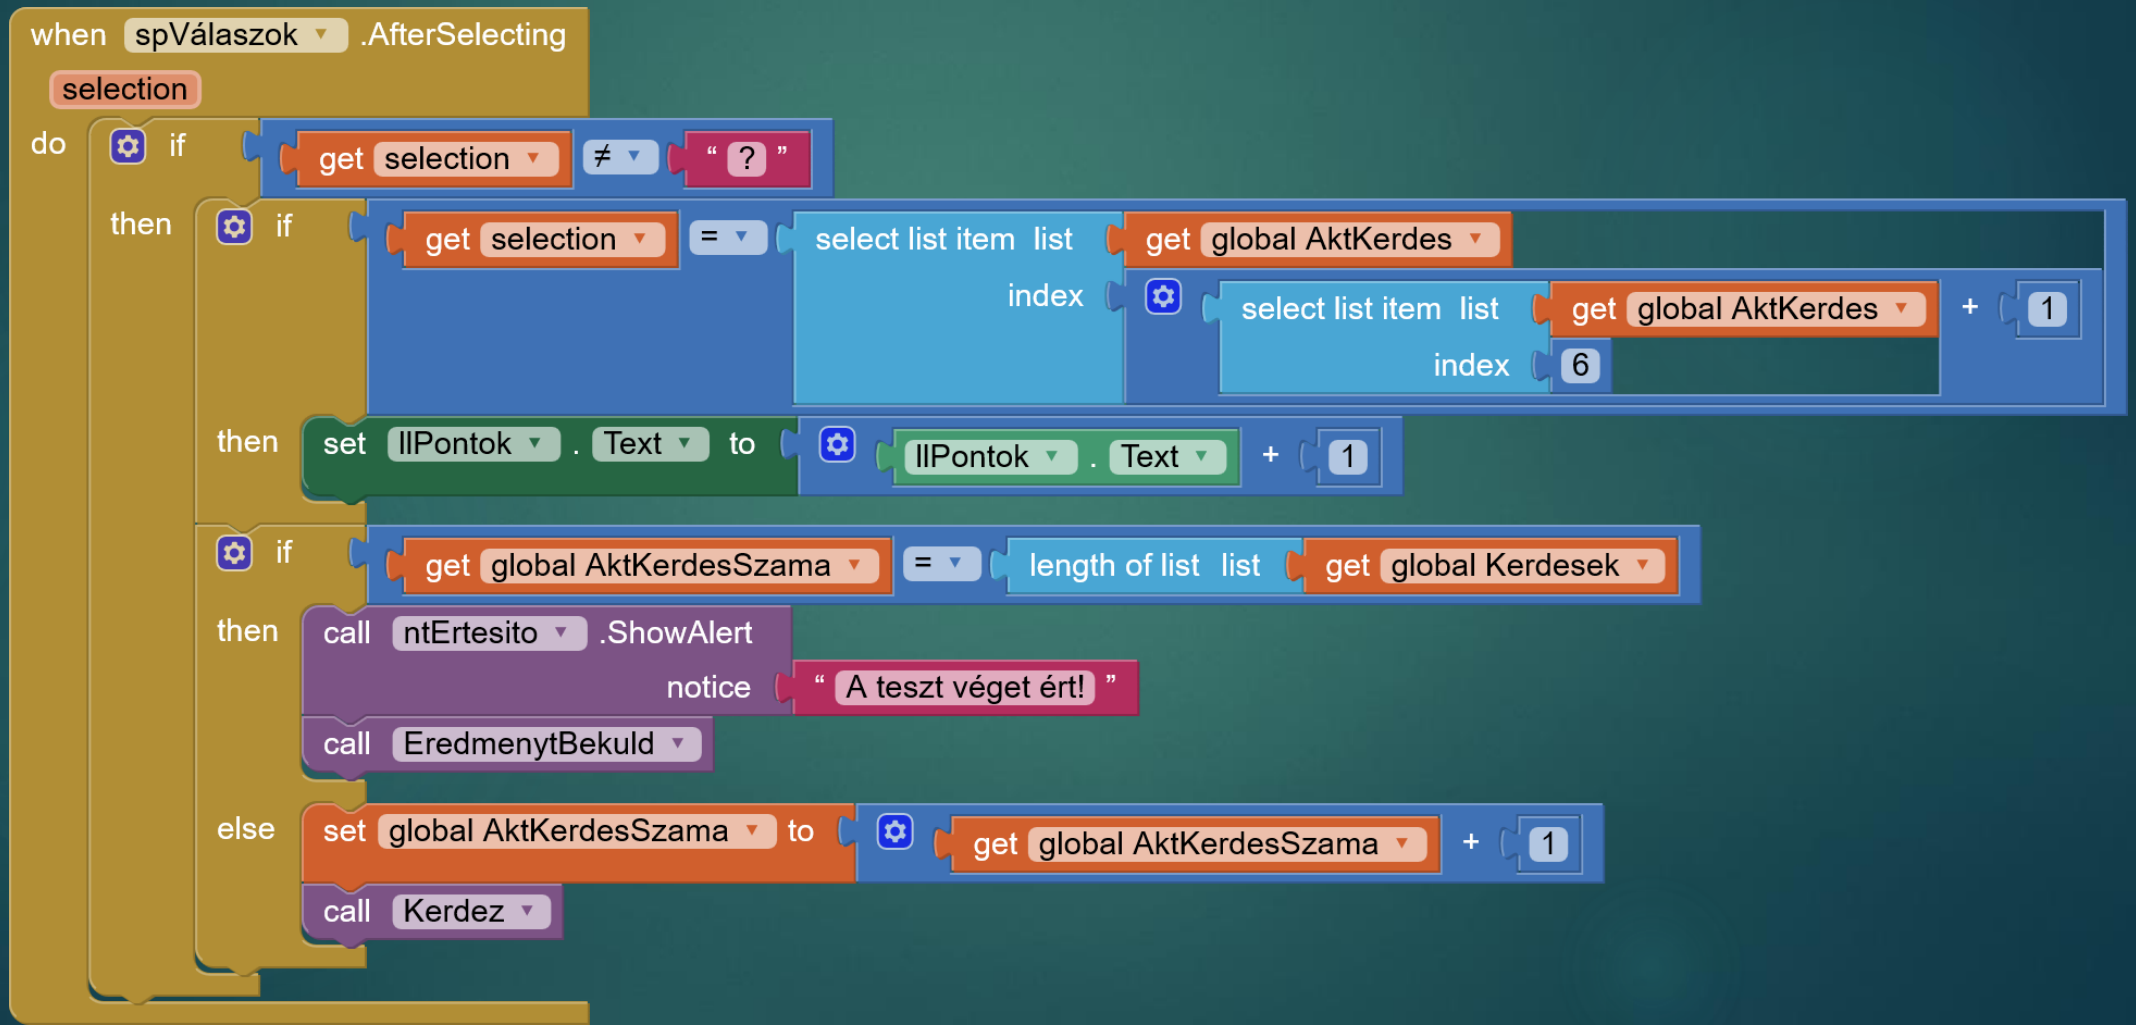 when spVálaszok .AfterSelecting
selection
do if get selection ≠ " ? "
then if get selection = select list item list get global AktKerdes
index select list item list get global AktKerdes + 1
index 6
then set llPontok . Text to llPontok . Text + 1
if get global AktKerdesSzama = length of list list get global Kerdesek
then call ntErtesito .ShowAlert
notice " A teszt véget ért! "
call EredmenytBekuld
else set global AktKerdesSzama to get global AktKerdesSzama + 1
call Kerdez